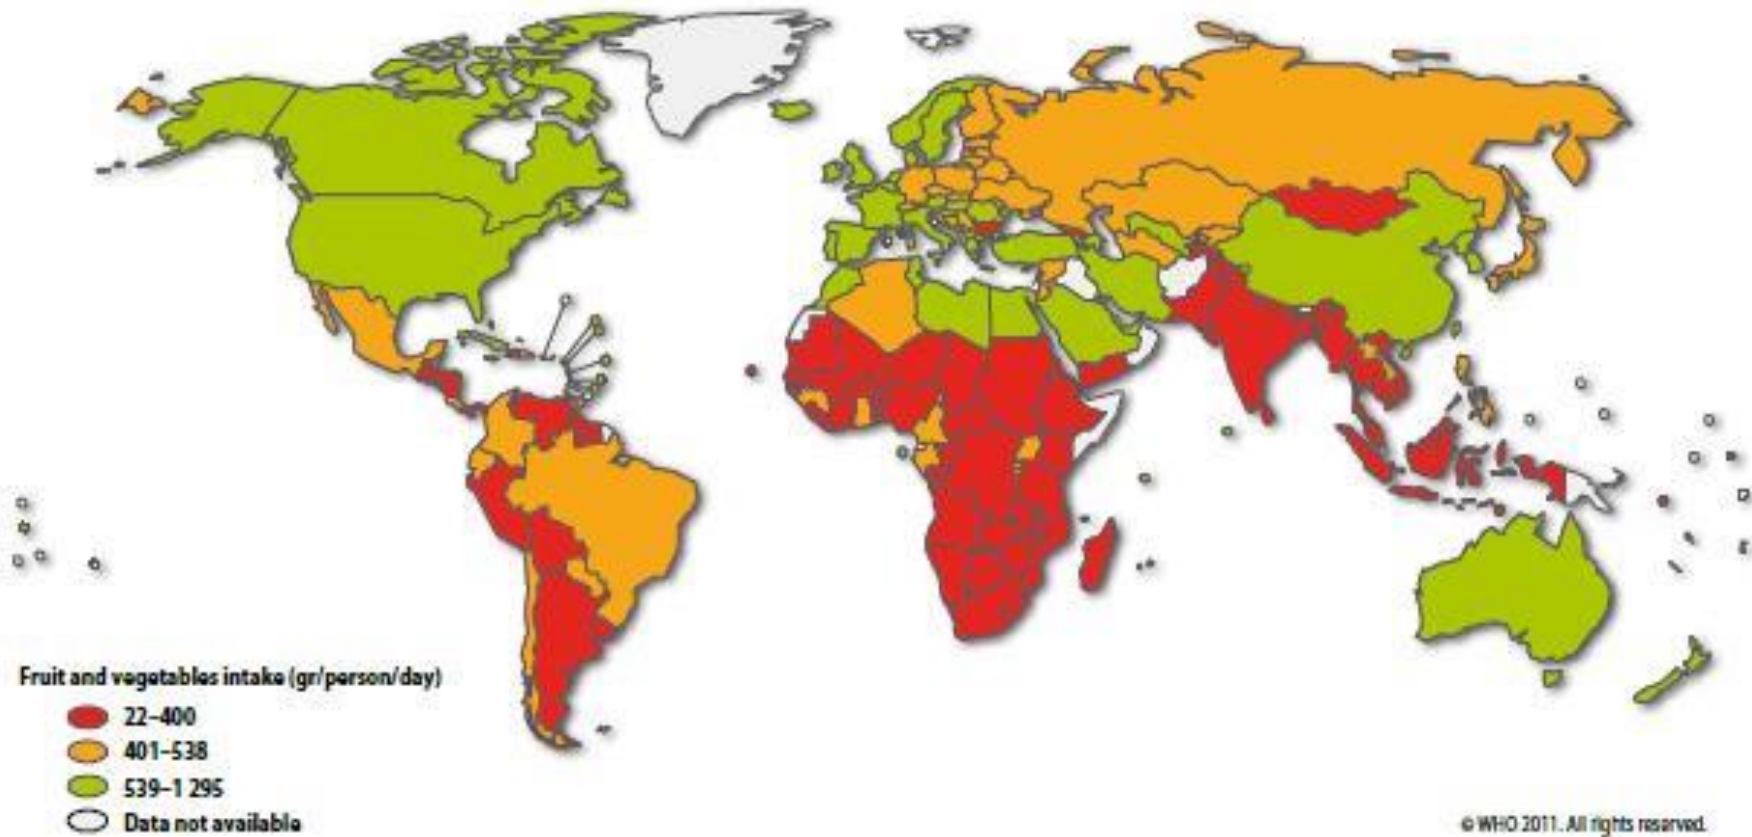 Fruit and vegetables intake (gr/person/day)
22–400
401–538
539–1 295
Data not available
© WHO 2011. All rights reserved.